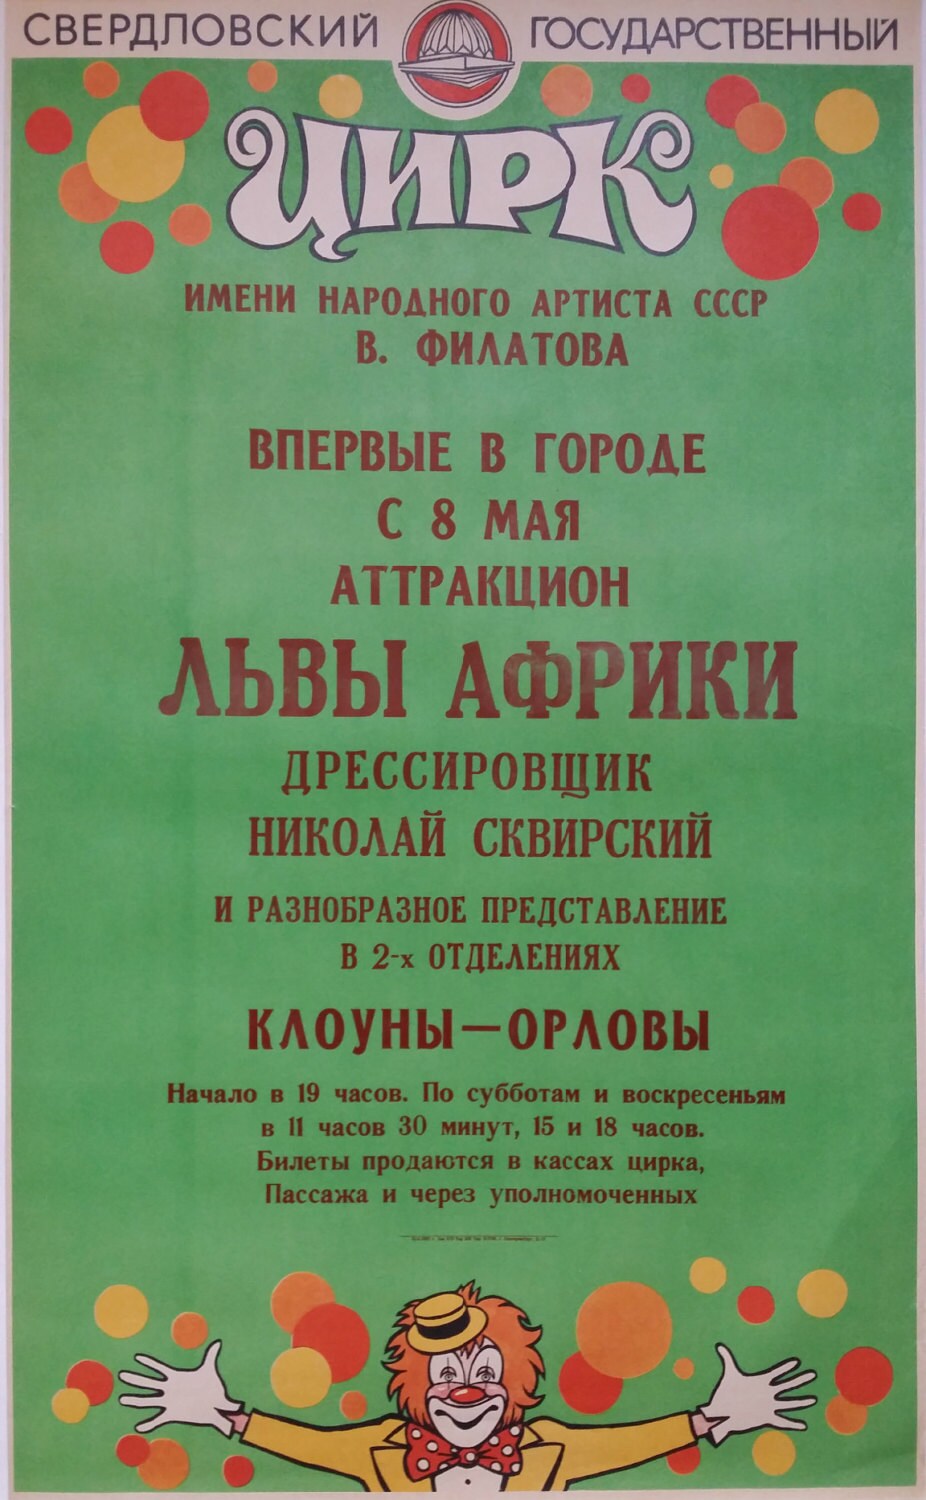 СВЕРДЛОВСКИЙ ГОСУДАРСТВЕННЫЙ
ЦИРК
ИМЕНИ НАРОДНОГО АРТИСТА СССР
В. ФИЛАТОВА
ВПЕРВЫЕ В ГОРОДЕ
С 8 МАЯ
АТТРАКЦИОН
ЛЬВЫ АФРИКИ
ДРЕССИРОВЩИК
НИКОЛАЙ СКВИРСКИЙ
И РАЗНОБРАЗНОЕ ПРЕДСТАВЛЕНИЕ
В 2-х ОТДЕЛЕНИЯХ
КЛОУНЫ—ОРЛОВЫ
Начало в 19 часов. По субботам и воскресеньям
в 11 часов 30 минут, 15 и 18 часов.
Билеты продаются в кассах цирка,
Пассажа и через уполномоченных